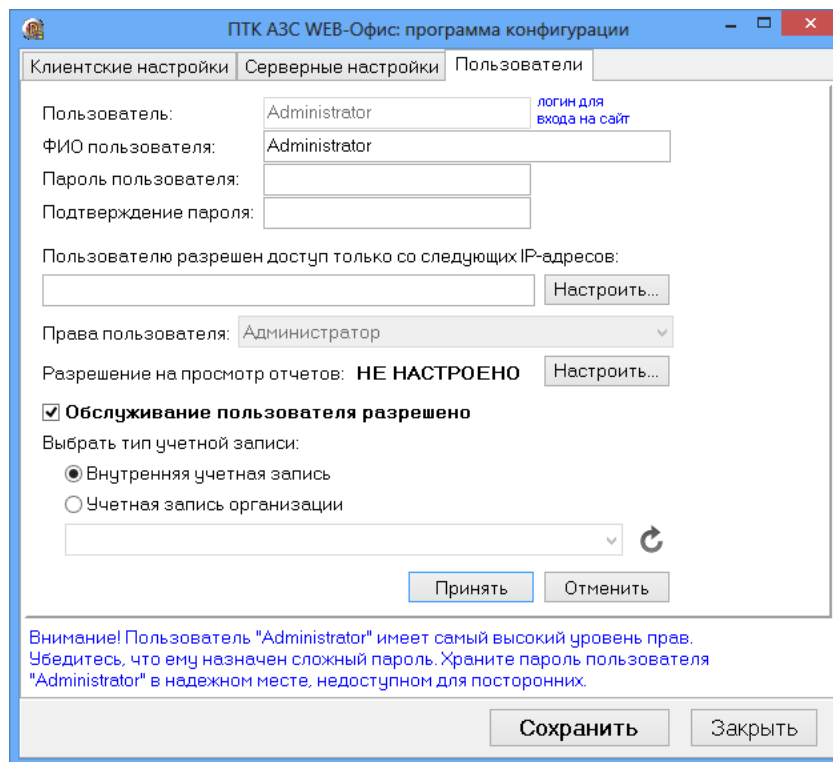 ПТК АЗС WEB-Офис: программа конфигурации
Клиентские настройки Серверные настройки Пользователи
Пользователь: Administrator логин для
входа на сайт
ФИО пользователя: Administrator
Пароль пользователя:
Подтверждение пароля:
Пользователю разрешен доступ только со следующих IP-адресов:
Настроить...
Права пользователя: Администратор
Разрешение на просмотр отчетов: НЕ НАСТРОЕНО Настроить...
Обслуживание пользователя разрешено
Выбрать тип учетной записи:
Внутренняя учетная запись
Учетная запись организации
Принять Отменить
Внимание! Пользователь "Administrator" имеет самый высокий уровень прав.
Убедитесь, что ему назначен сложный пароль. Храните пароль пользователя
"Administrator" в надежном месте, недоступном для посторонних.
Сохранить Закрыть